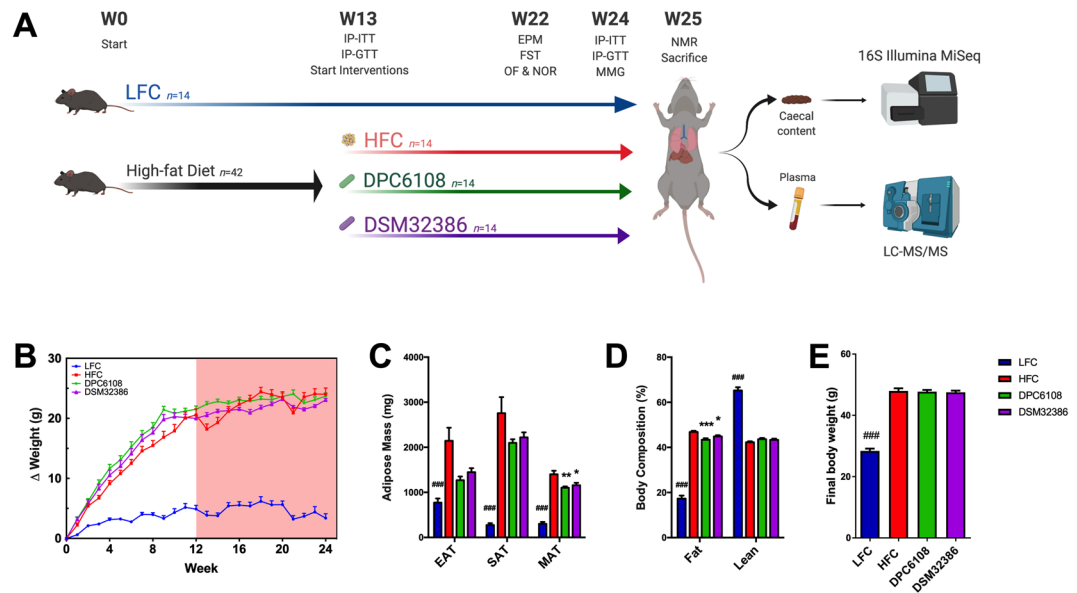 A
W0
Start
W13
IP-ITT
IP-GTT
Start Interventions
W22
EPM
FST
OF & NOR
W24
IP-ITT
IP-GTT
MMG
W25
NMR
Sacrifice
LFC n=14
HFC n=14
High-fat Diet n=42
DPC6108 n=14
DSM32386 n=14
Caecal
content
16S Illumina MiSeq
Plasma
LC-MS/MS
B
Δ Weight (g)
30
20
10
0
LFC
HFC
DPC6108
DSM32386
0 4 8 12 16 20 24
Week
C
Adipose Mass (mg)
4000
3000
2000
1000
0
### ### ### ** *
EAT SAT MAT
D
Body Composition (%)
80
60
40
20
0
### *** * ###
Fat Lean
E
Final body weight (g)
60
40
20
0
###
LFC HFC DPC6108 DSM32386
LFC
HFC
DPC6108
DSM32386